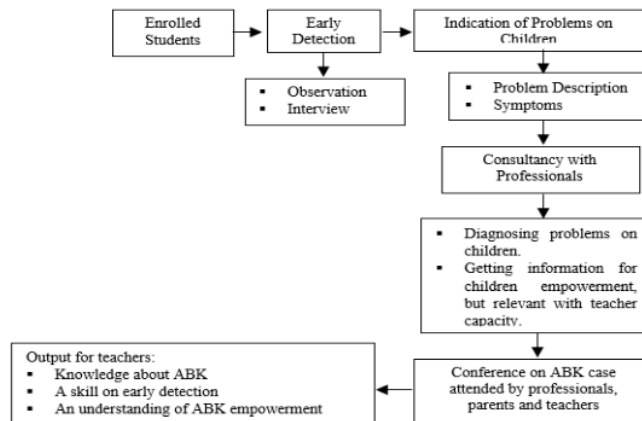 Enrolled
Students
Early
Detection
Indication of Problems on
Children
▪ Observation
▪ Interview
▪ Problem Description
▪ Symptoms
Consultancy with
Professionals
▪ Diagnosing problems on
children.
▪ Getting information for
children empowerment,
but relevant with teacher
capacity.
Conference on ABK case
attended by professionals,
parents and teachers
Output for teachers:
▪ Knowledge about ABK
▪ A skill on early detection
▪ An understanding of ABK empowerment